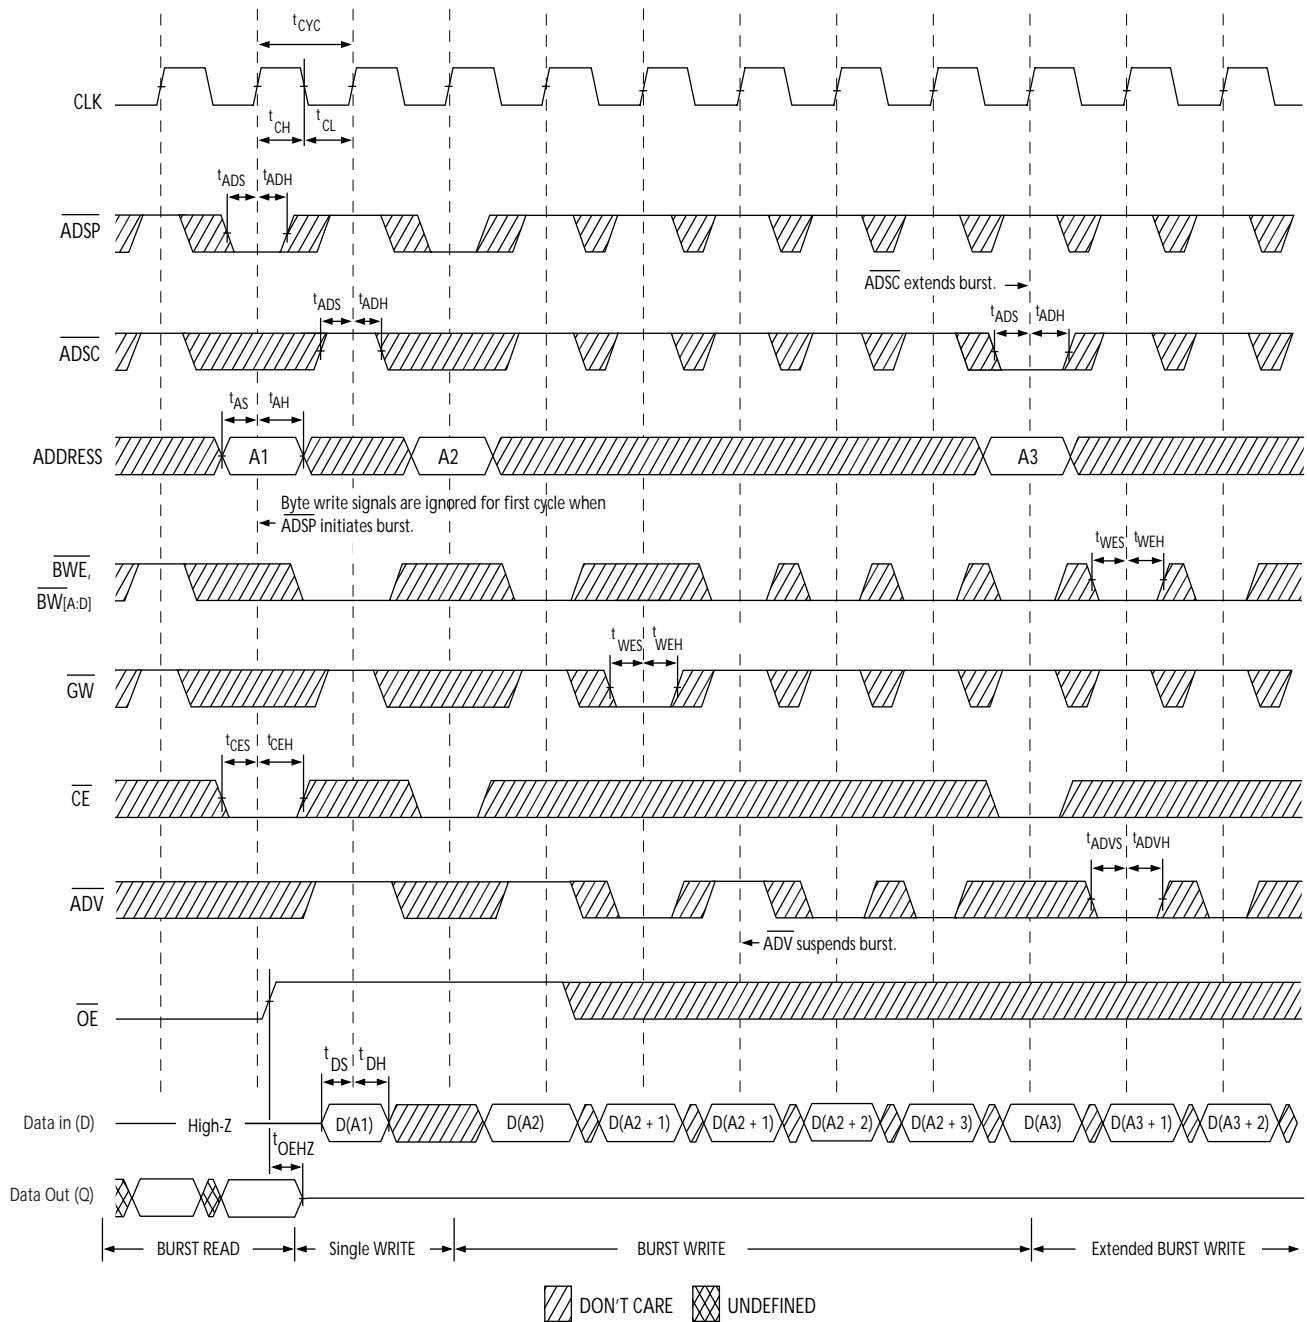 tCYC
CLK
tCH
tCL
tADS
tADH
ADSP
ADSC extends burst.
tADS
tADH
tADS
tADH
ADSC
tAS
tAH
ADDRESS
A1
A2
A3
Byte write signals are ignored for first cycle when
ADSP initiates burst.
BWE,
BW[A:D]
tWES
tWEH
tWES
tWEH
GW
tCES
tCEH
CE
tADVS
tADVH
ADV
ADV suspends burst.
OE
tDS
tDH
Data in (D)
High-Z
D(A1)
D(A2)
D(A2 + 1)
D(A2 + 1)
D(A2 + 2)
D(A2 + 3)
D(A3)
D(A3 + 1)
D(A3 + 2)
tOEHZ
Data Out (Q)
BURST READ
Single WRITE
BURST WRITE
Extended BURST WRITE
DON'T CARE
UNDEFINED